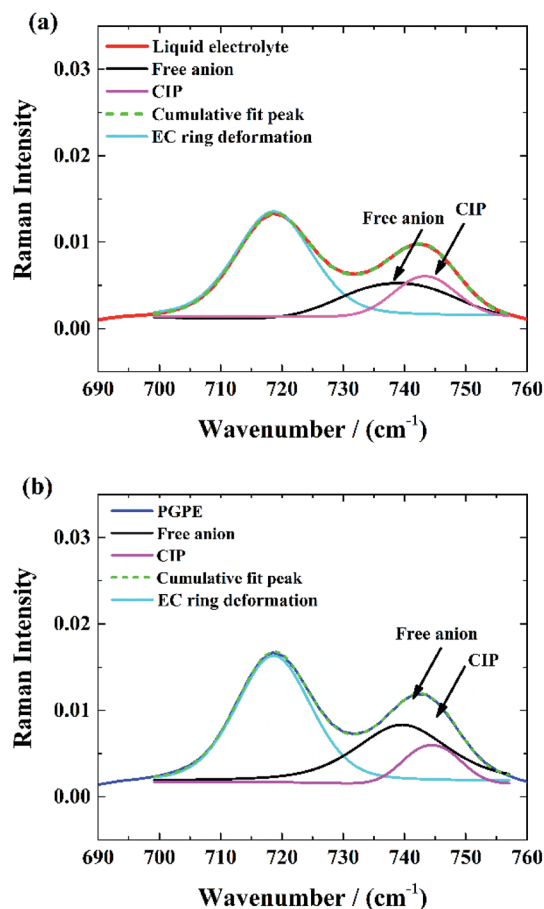 (a)
Liquid electrolyte
Free anion
CIP
Cumulative fit peak
EC ring deformation
Free anion
CIP
Raman Intensity
0.03
0.02
0.01
0.00
690 700 710 720 730 740 750 760
Wavenumber / (cm⁻¹)
(b)
PGPE
Free anion
CIP
Cumulative fit peak
EC ring deformation
Free anion
CIP
Raman Intensity
0.03
0.02
0.01
0.00
690 700 710 720 730 740 750 760
Wavenumber / (cm⁻¹)